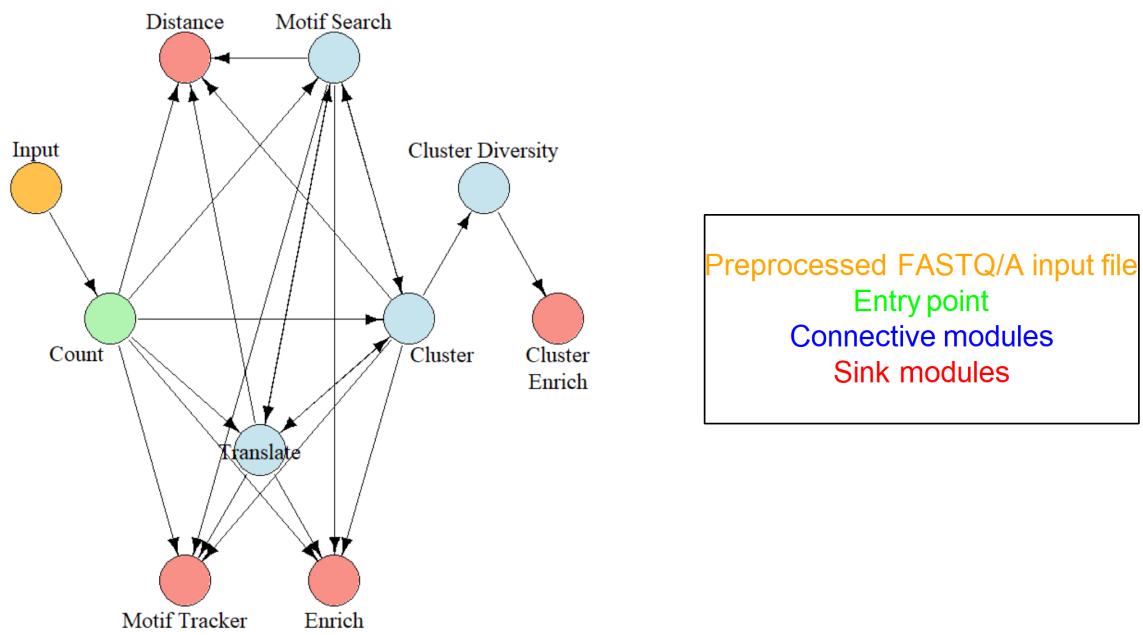 Distance
Motif Search
Input
Cluster Diversity
Count
Cluster
Cluster
Enrich
Translate
Motif Tracker
Enrich
Preprocessed FASTQ/A input file
Entry point
Connective modules
Sink modules